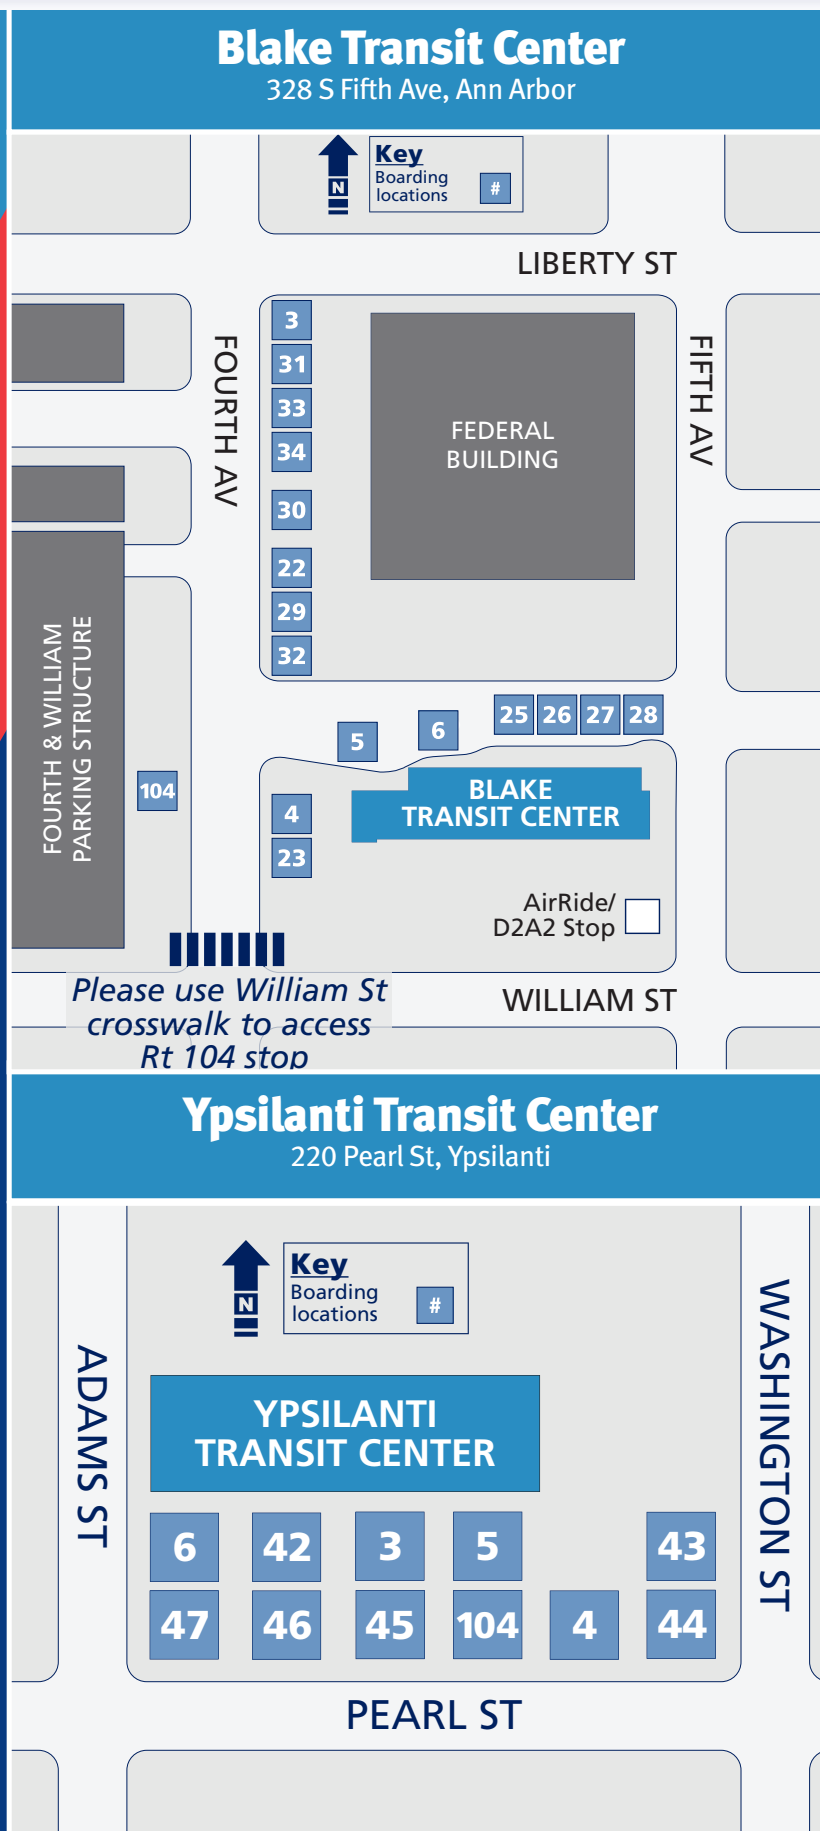 Blake Transit Center
328 S Fifth Ave, Ann Arbor
N
Key
Boarding
locations
#
LIBERTY ST
FOURTH AV
FIFTH AV
3
31
33
34
30
22
29
32
FEDERAL
BUILDING
FOURTH & WILLIAM
PARKING STRUCTURE
104
5
6
25 26 27 28
4
23
BLAKE
TRANSIT CENTER
AirRide/
D2A2 Stop
Please use William St
crosswalk to access
Rt 104 stop
WILLIAM ST
Ypsilanti Transit Center
220 Pearl St, Ypsilanti
N
Key
Boarding
locations
#
ADAMS ST
WASHINGTON ST
YPSILANTI
TRANSIT CENTER
6 42 3 5 43
47 46 45 104 4 44
PEARL ST